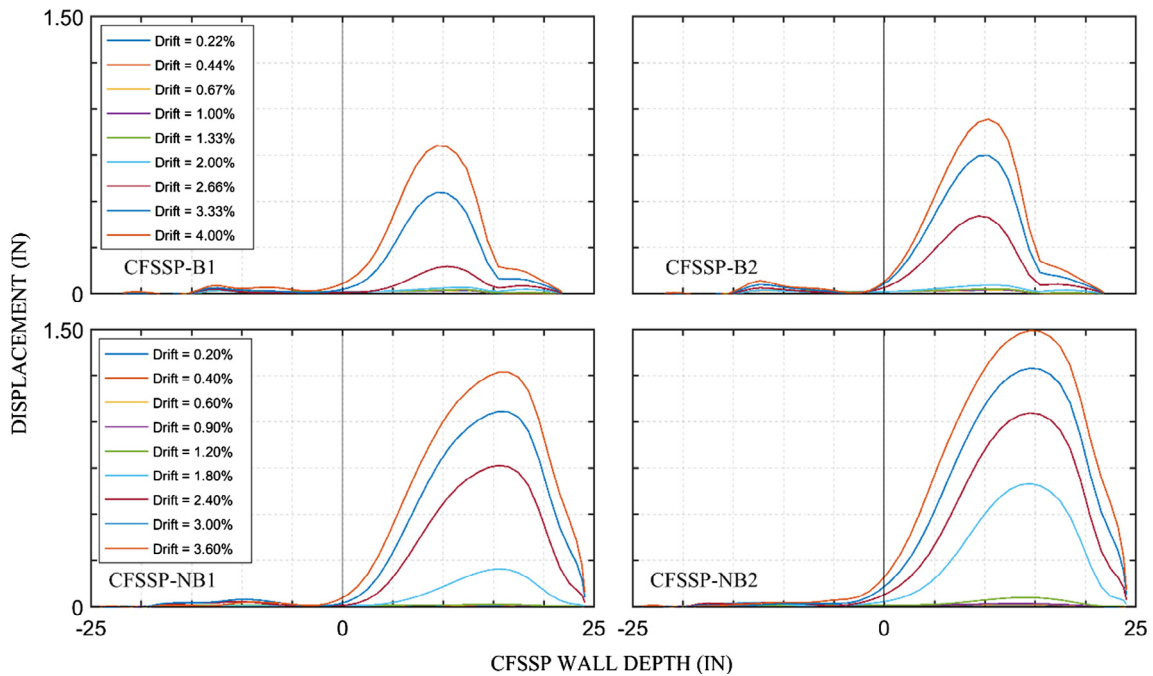 1.50
Drift = 0.22%
Drift = 0.44%
Drift = 0.67%
Drift = 1.00%
Drift = 1.33%
Drift = 2.00%
Drift = 2.66%
Drift = 3.33%
Drift = 4.00%
CFSSP-B1
CFSSP-B2
0
DISPLACEMENT (IN)
1.50
Drift = 0.20%
Drift = 0.40%
Drift = 0.60%
Drift = 0.90%
Drift = 1.20%
Drift = 1.80%
Drift = 2.40%
Drift = 3.00%
Drift = 3.60%
CFSSP-NB1
CFSSP-NB2
0
-25 0 25 -25 0 25
CFSSP WALL DEPTH (IN)